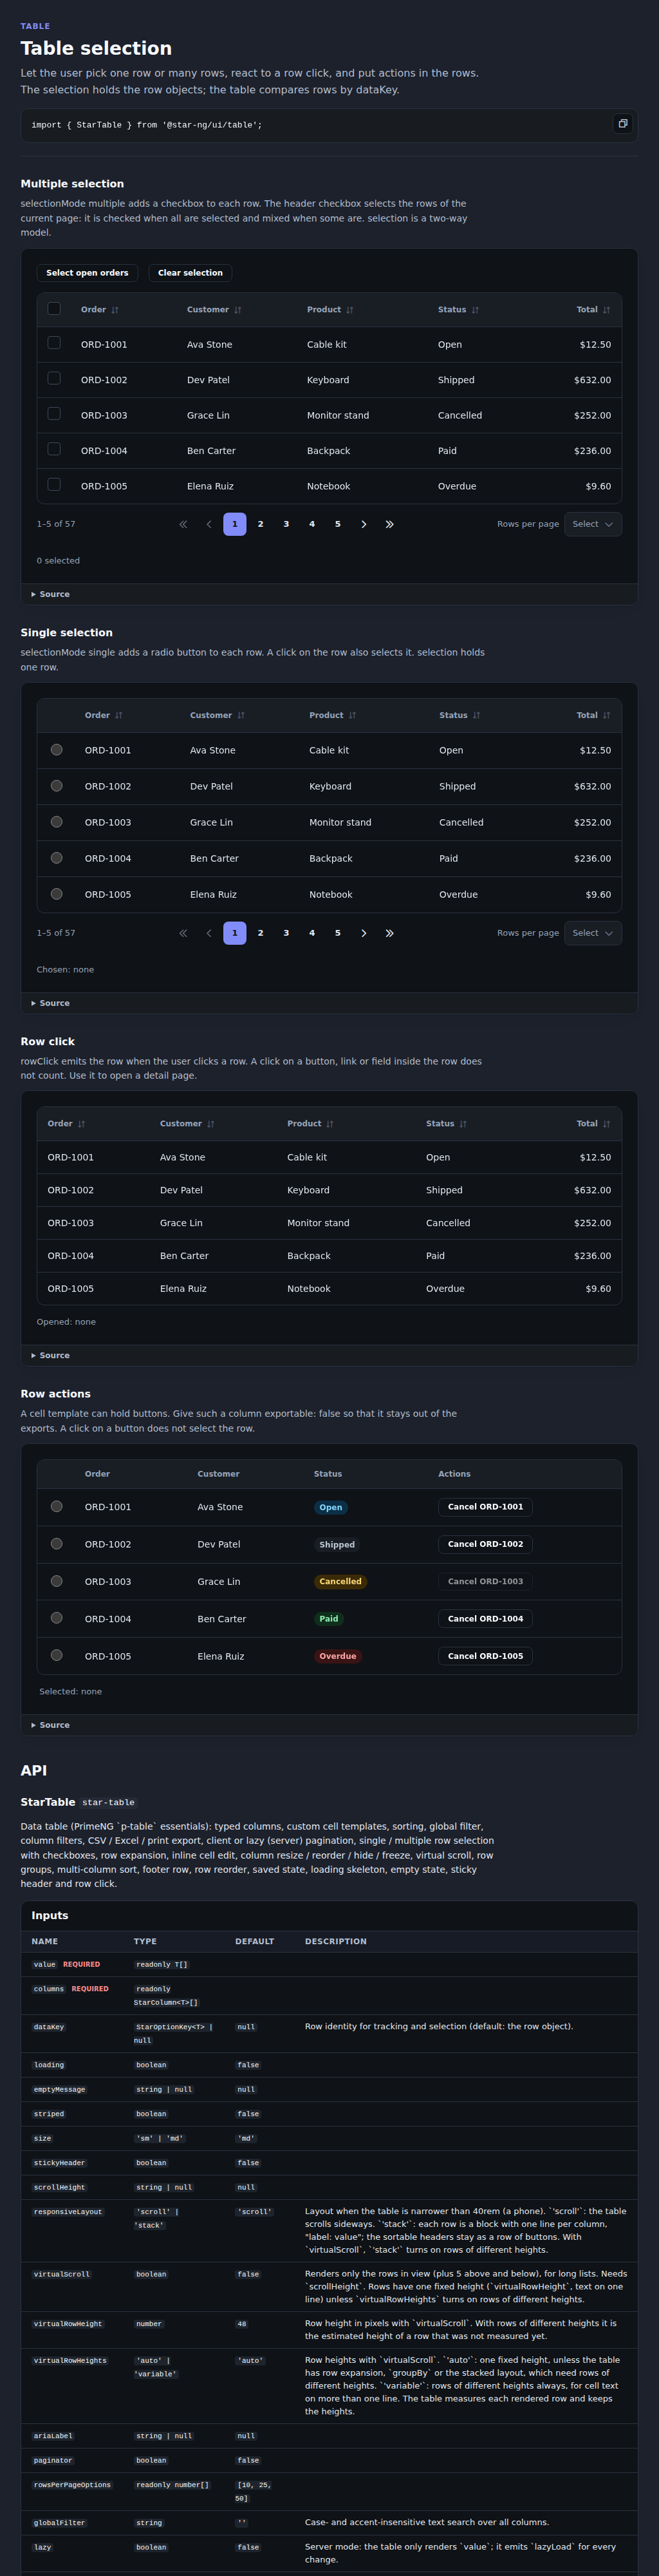 TABLE
Table selection
Let the user pick one row or many rows, react to a row click, and put actions in the rows.
The selection holds the row objects; the table compares rows by dataKey.
import { StarTable } from '@star-ng/ui/table';
Multiple selection
selectionMode multiple adds a checkbox to each row. The header checkbox selects the rows of the
current page: it is checked when all are selected and mixed when some are. selection is a two-way
model.
Select open orders Clear selection
Order Customer Product Status Total
ORD-1001 Ava Stone Cable kit Open $12.50
ORD-1002 Dev Patel Keyboard Shipped $632.00
ORD-1003 Grace Lin Monitor stand Cancelled $252.00
ORD-1004 Ben Carter Backpack Paid $236.00
ORD-1005 Elena Ruiz Notebook Overdue $9.60
1–5 of 57 1 2 3 4 5 Rows per page Select
0 selected
Source
Single selection
selectionMode single adds a radio button to each row. A click on the row also selects it. selection holds
one row.
Order Customer Product Status Total
ORD-1001 Ava Stone Cable kit Open $12.50
ORD-1002 Dev Patel Keyboard Shipped $632.00
ORD-1003 Grace Lin Monitor stand Cancelled $252.00
ORD-1004 Ben Carter Backpack Paid $236.00
ORD-1005 Elena Ruiz Notebook Overdue $9.60
1–5 of 57 1 2 3 4 5 Rows per page Select
Chosen: none
Source
Row click
rowClick emits the row when the user clicks a row. A click on a button, link or field inside the row does
not count. Use it to open a detail page.
Order Customer Product Status Total
ORD-1001 Ava Stone Cable kit Open $12.50
ORD-1002 Dev Patel Keyboard Shipped $632.00
ORD-1003 Grace Lin Monitor stand Cancelled $252.00
ORD-1004 Ben Carter Backpack Paid $236.00
ORD-1005 Elena Ruiz Notebook Overdue $9.60
Opened: none
Source
Row actions
A cell template can hold buttons. Give such a column exportable: false so that it stays out of the
exports. A click on a button does not select the row.
Order Customer Status Actions
ORD-1001 Ava Stone Open Cancel ORD-1001
ORD-1002 Dev Patel Shipped Cancel ORD-1002
ORD-1003 Grace Lin Cancelled Cancel ORD-1003
ORD-1004 Ben Carter Paid Cancel ORD-1004
ORD-1005 Elena Ruiz Overdue Cancel ORD-1005
Selected: none
Source
API
StarTable star-table
Data table (PrimeNG `p-table` essentials): typed columns, custom cell templates, sorting, global filter,
column filters, CSV / Excel / print export, client or lazy (server) pagination, single / multiple row selection
with checkboxes, row expansion, inline cell edit, column resize / reorder / hide / freeze, virtual scroll, row
groups, multi-column sort, footer row, row reorder, saved state, loading skeleton, empty state, sticky
header and row click.
Inputs
NAME TYPE DEFAULT DESCRIPTION
value REQUIRED readonly T[]
columns REQUIRED readonly
StarColumn<T>[]
dataKey StarOptionKey<T> | null Row identity for tracking and selection (default: the row object).
null
loading boolean false
emptyMessage string | null null
striped boolean false
size 'sm' | 'md' 'md'
stickyHeader boolean false
scrollHeight string | null null
responsiveLayout 'scroll' | 'scroll' Layout when the table is narrower than 40rem (a phone). `'scroll'`: the table
'stack' scrolls sideways. `'stack'`: each row is a block with one line per column,
"label: value"; the sortable headers stay as a row of buttons. With
`virtualScroll`, `'stack'` turns on rows of different heights.
virtualScroll boolean false Renders only the rows in view (plus 5 above and below), for long lists. Needs
`scrollHeight`. Rows have one fixed height (`virtualRowHeight`, text on one
line) unless `virtualRowHeights` turns on rows of different heights.
virtualRowHeight number 48 Row height in pixels with `virtualScroll`. With rows of different heights it is
the estimated height of a row that was not measured yet.
virtualRowHeights 'auto' | 'auto' Row heights with `virtualScroll`. `'auto'`: one fixed height, unless the table
'variable' has row expansion, `groupBy` or the stacked layout, which need rows of
different heights. `'variable'`: rows of different heights always, for cell text
on more than one line. The table measures each rendered row and keeps
the heights.
ariaLabel string | null null
paginator boolean false
rowsPerPageOptions readonly number[] [10, 25,
50]
globalFilter string '' Case- and accent-insensitive text search over all columns.
lazy boolean false Server mode: the table only renders `value`; it emits `lazyLoad` for every
change.